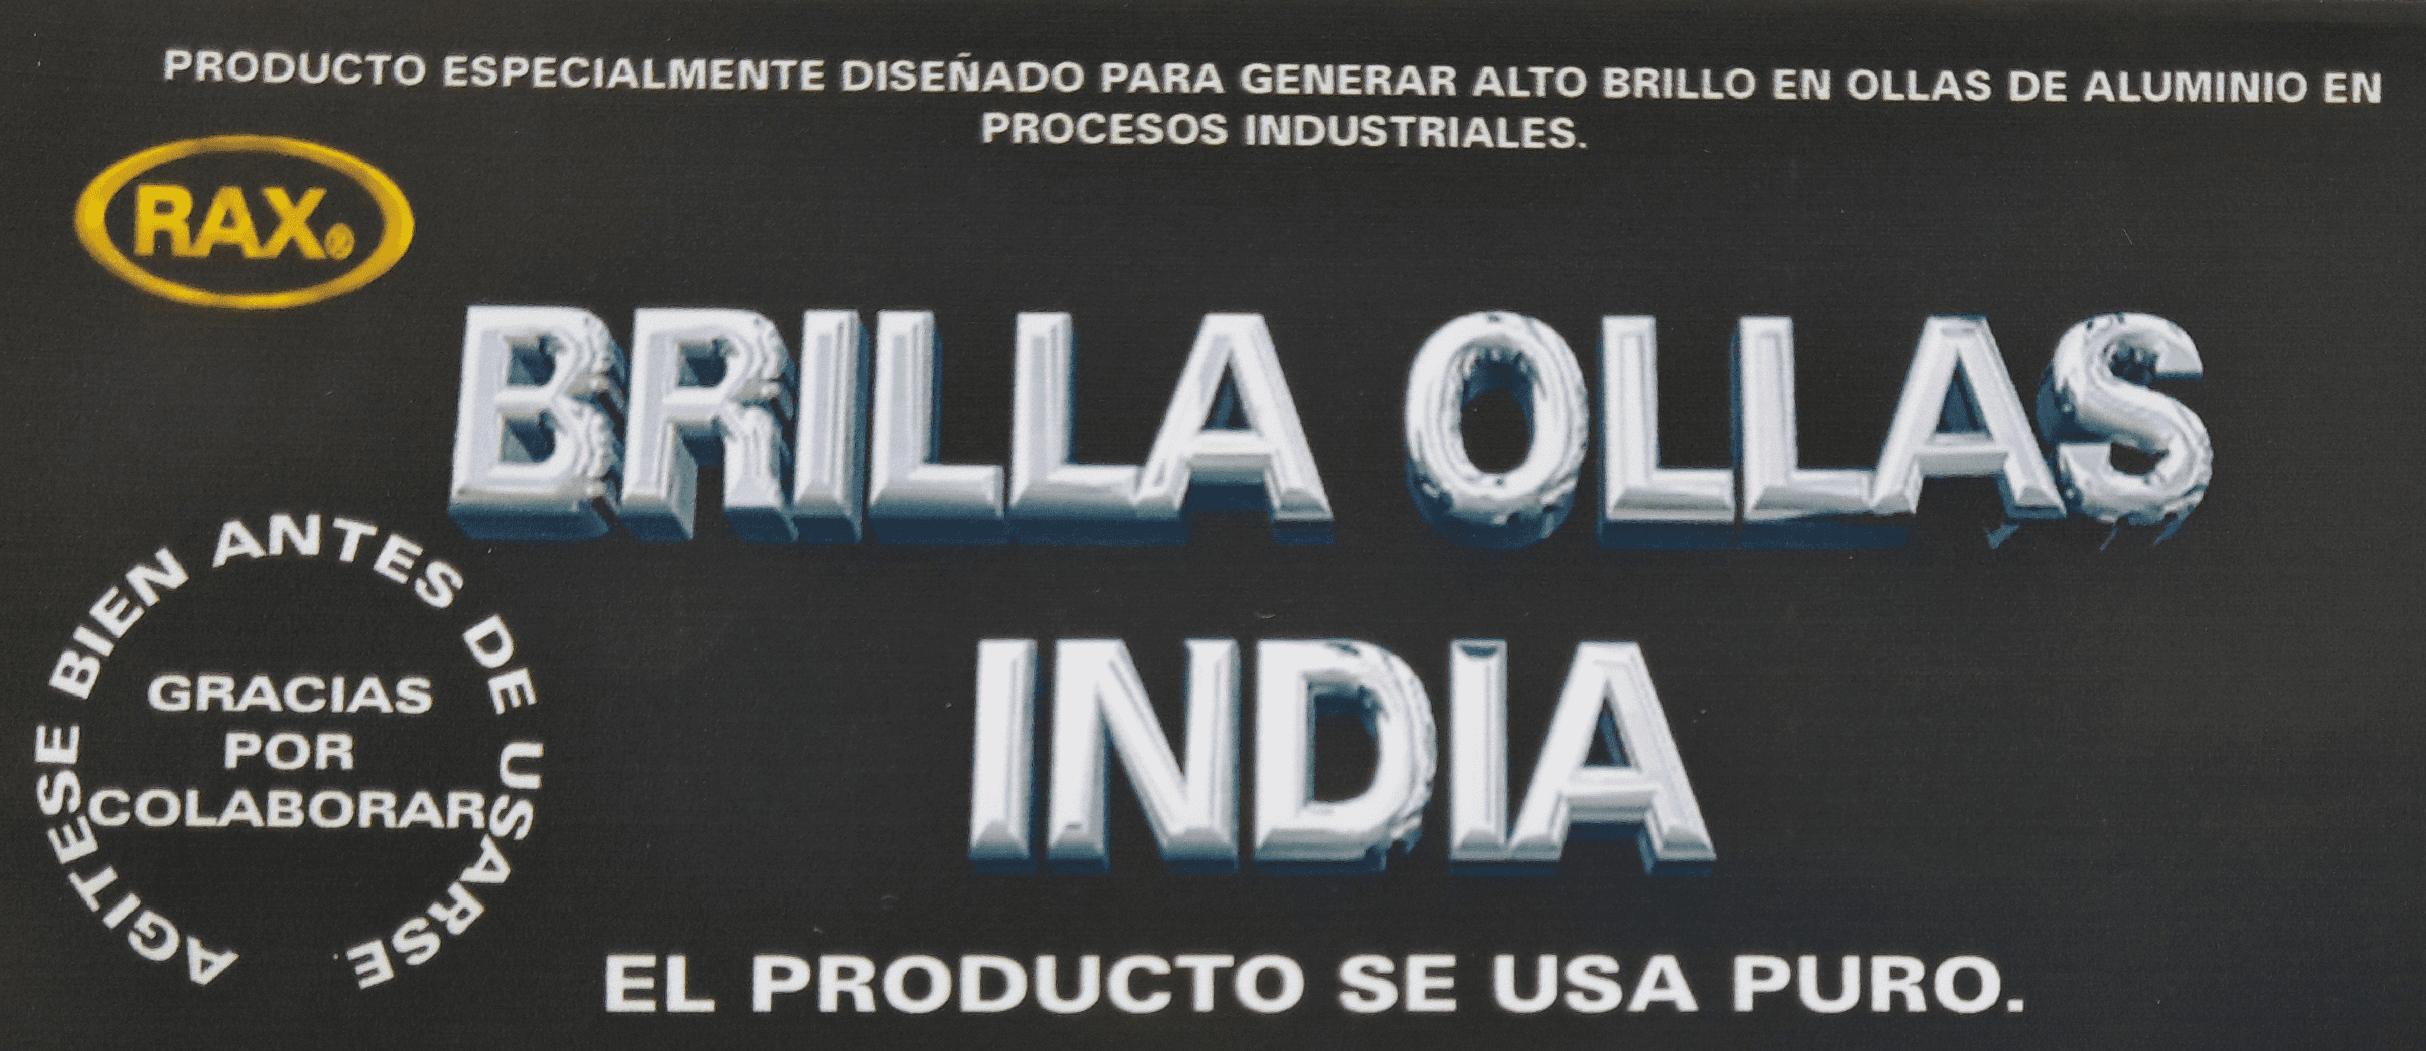 PRODUCTO ESPECIALMENTE DISEÑADO PARA GENERAR ALTO BRILLO EN OLLAS DE ALUMINIO EN
PROCESOS INDUSTRIALES.
RAX®
BRILLA OLLAS
INDIA
AGITESE BIEN ANTES DE USARSE.
GRACIAS
POR
COLABORAR
EL PRODUCTO SE USA PURO.